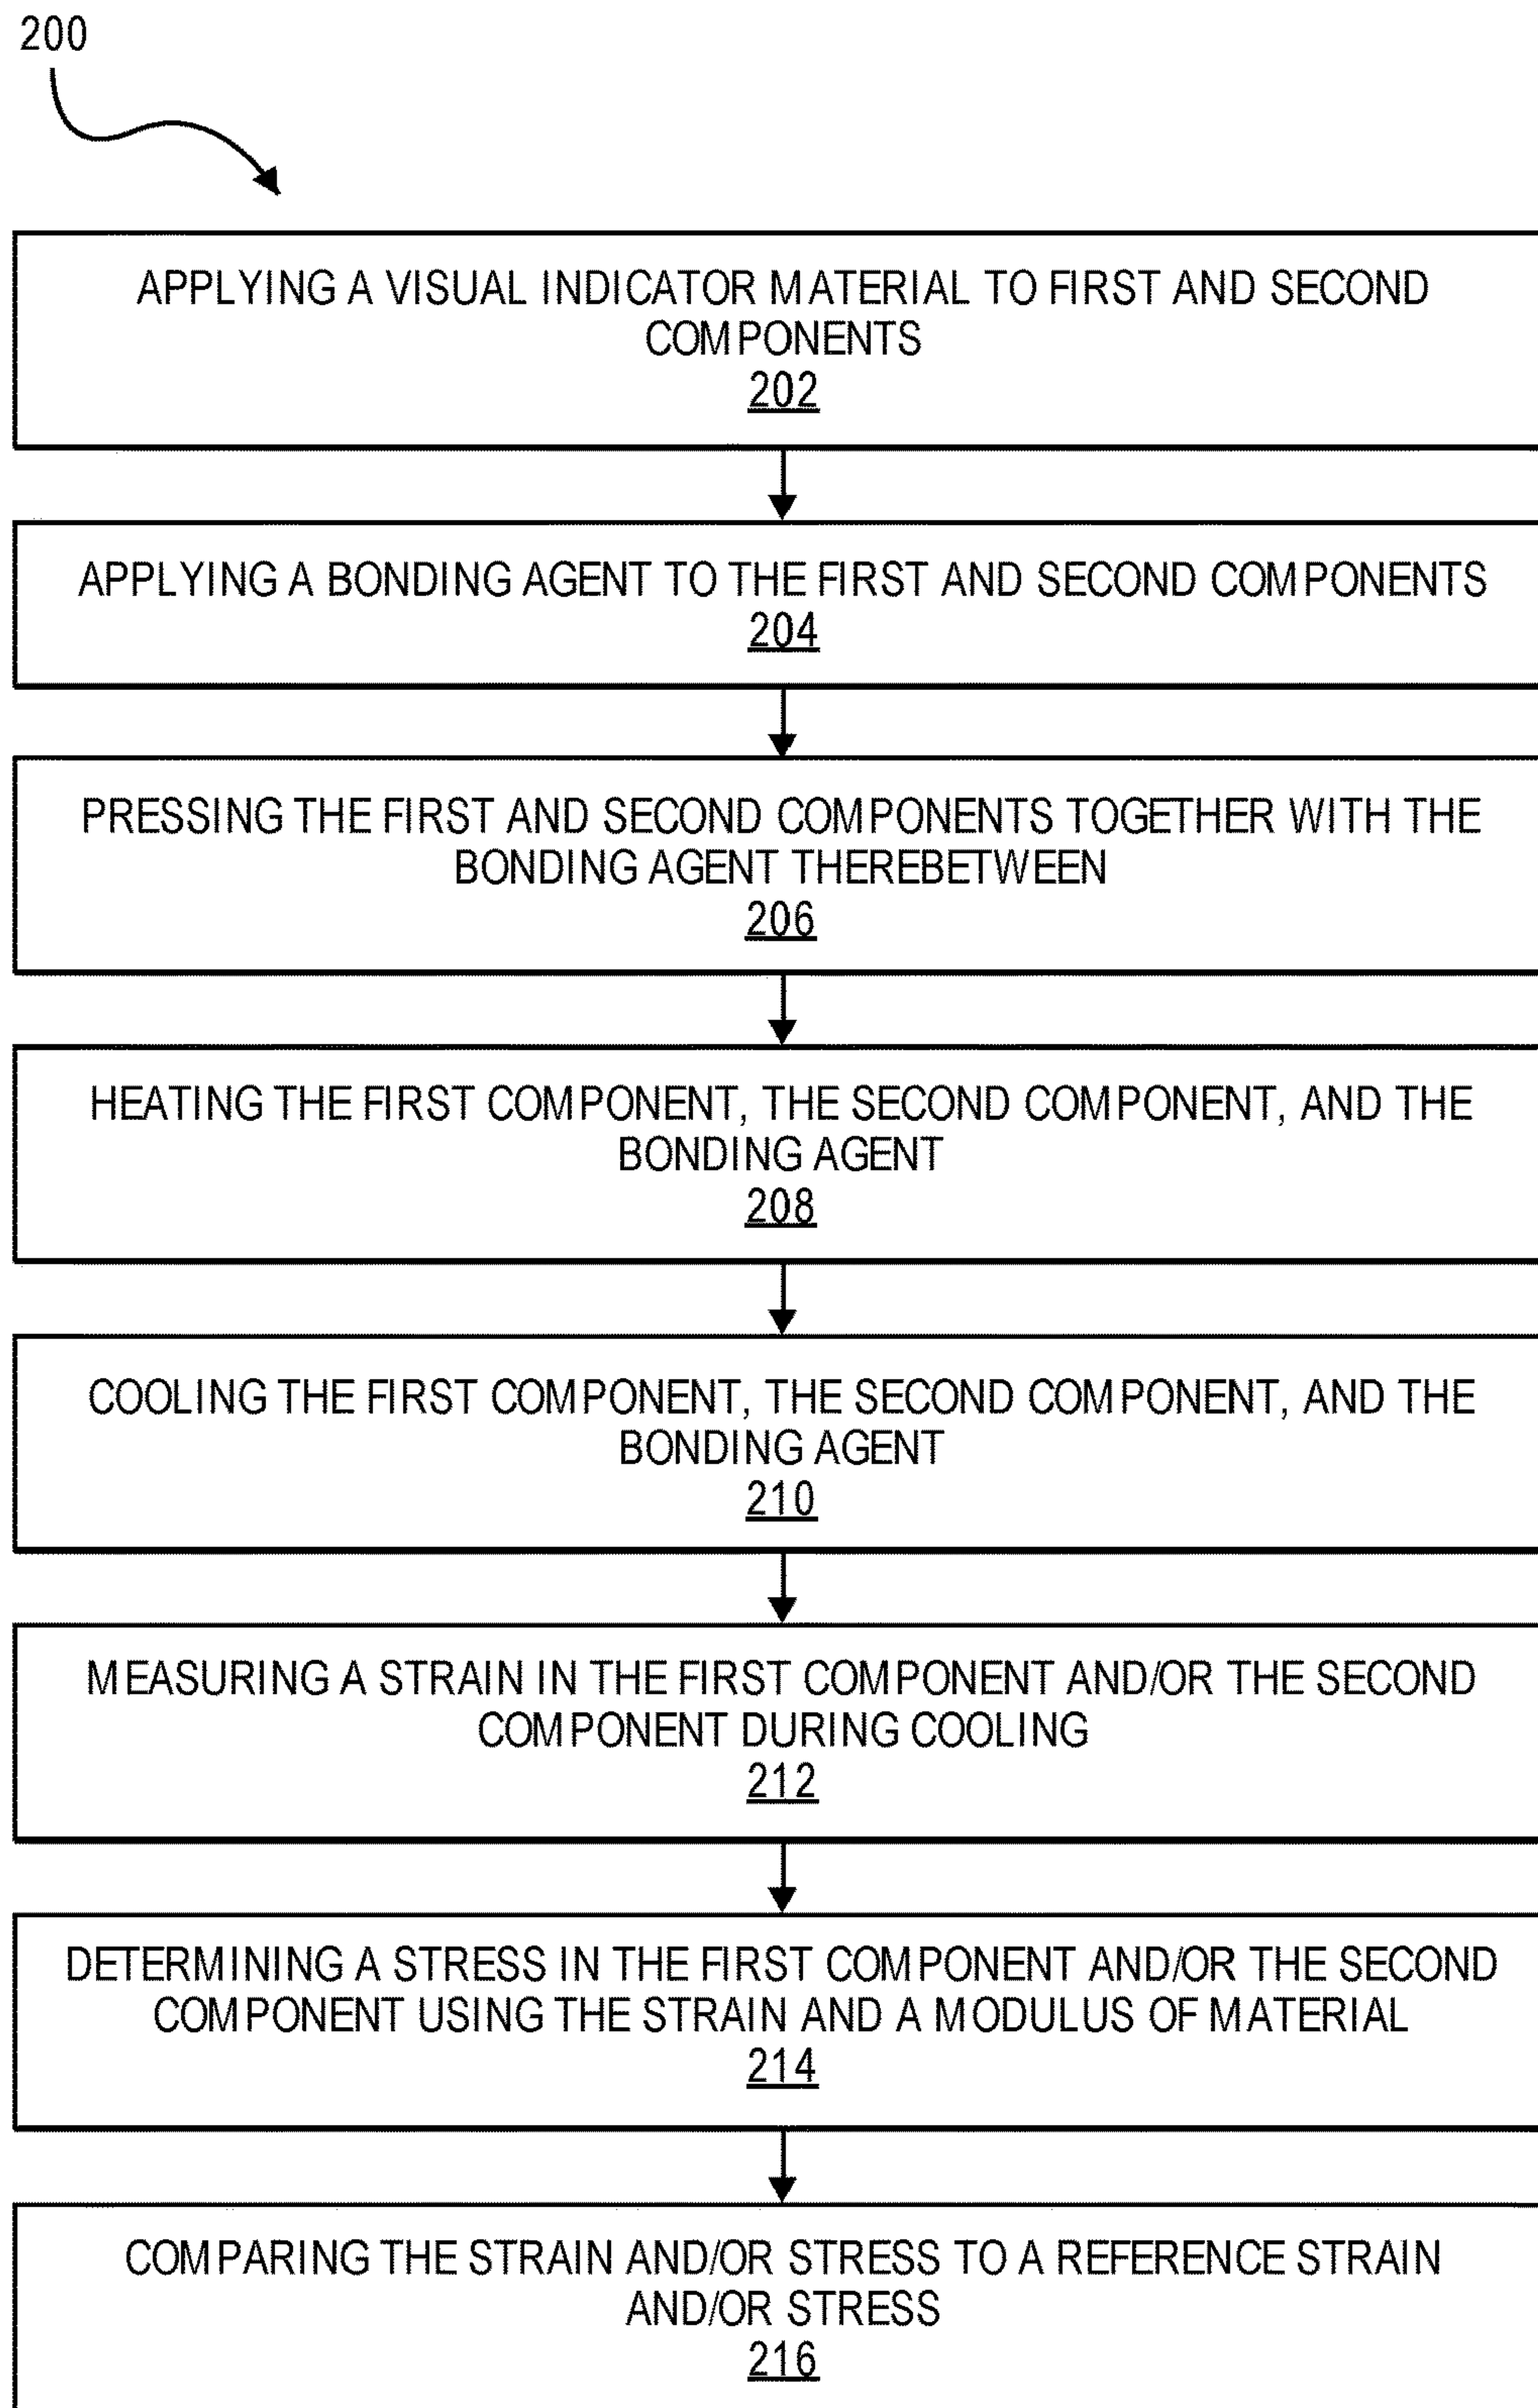 200
APPLYING A VISUAL INDICATOR MATERIAL TO FIRST AND SECOND
COMPONENTS
202
APPLYING A BONDING AGENT TO THE FIRST AND SECOND COMPONENTS
204
PRESSING THE FIRST AND SECOND COMPONENTS TOGETHER WITH THE
BONDING AGENT THEREBETWEEN
206
HEATING THE FIRST COMPONENT, THE SECOND COMPONENT, AND THE
BONDING AGENT
208
COOLING THE FIRST COMPONENT, THE SECOND COMPONENT, AND THE
BONDING AGENT
210
MEASURING A STRAIN IN THE FIRST COMPONENT AND/OR THE SECOND
COMPONENT DURING COOLING
212
DETERMINING A STRESS IN THE FIRST COMPONENT AND/OR THE SECOND
COMPONENT USING THE STRAIN AND A MODULUS OF MATERIAL
214
COMPARING THE STRAIN AND/OR STRESS TO A REFERENCE STRAIN
AND/OR STRESS
216